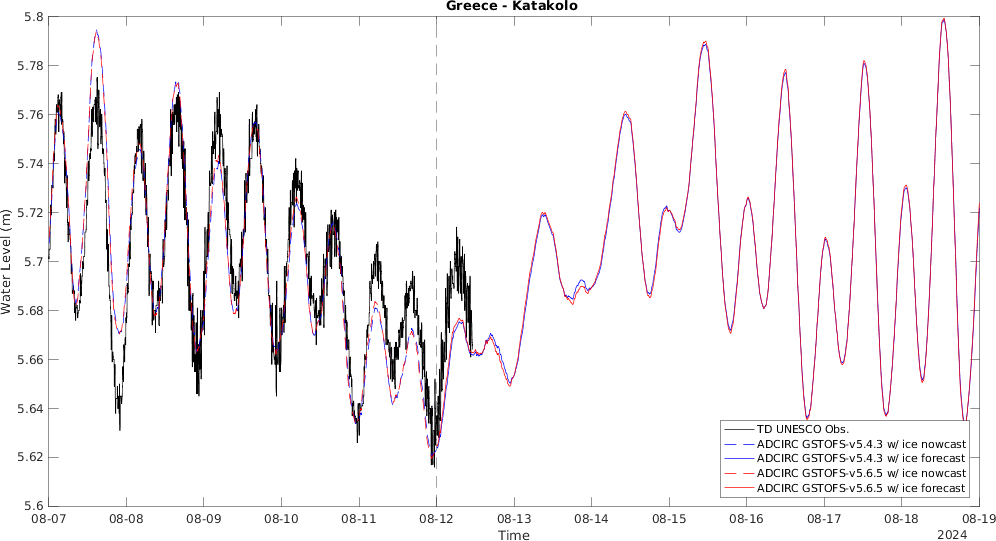 Greece - Katakolo
Water Level (m)
5.8
5.78
5.76
5.74
5.72
5.7
5.68
5.66
5.64
5.62
5.6
TD UNESCO Obs.
ADCIRC GSTOFS-v5.4.3 w/ ice nowcast
ADCIRC GSTOFS-v5.4.3 w/ ice forecast
ADCIRC GSTOFS-v5.6.5 w/ ice nowcast
ADCIRC GSTOFS-v5.6.5 w/ ice forecast
08-07 08-08 08-09 08-10 08-11 08-12 08-13 08-14 08-15 08-16 08-17 08-18 08-19
Time
2024